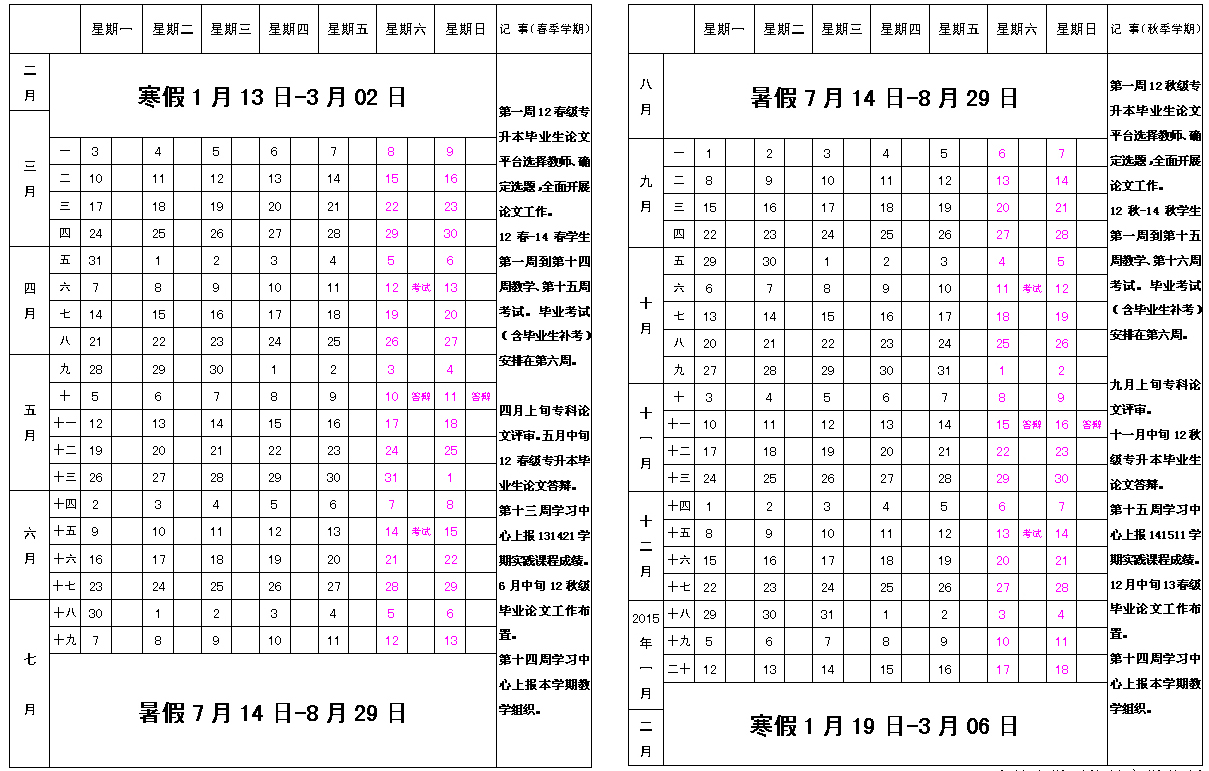 星期一 星期二 星期三 星期四 星期五 星期六 星期日 记 事(春季学期)
二月
寒假1月13日-3月02日
三月
一 3 4 5 6 7 8 9
二 10 11 12 13 14 15 16
三 17 18 19 20 21 22 23
四 24 25 26 27 28 29 30
四月
五 31 1 2 3 4 5 6
六 7 8 9 10 11 12 考试 13
七 14 15 16 17 18 19 20
八 21 22 23 24 25 26 27
五月
九 28 29 30 1 2 3 4
十 5 6 7 8 9 10 答辩 11 答辩
十一 12 13 14 15 16 17 18
十二 19 20 21 22 23 24 25
十三 26 27 28 29 30 31 1
六月
十四 2 3 4 5 6 7 8
十五 9 10 11 12 13 14 考试 15
十六 16 17 18 19 20 21 22
十七 23 24 25 26 27 28 29
七月
十八 30 1 2 3 4 5 6
十九 7 8 9 10 11 12 13
暑假7月14日-8月29日
第一周12春级专
升本毕业生论文
平台选择教师、确
定选题,全面开展
论文工作。
12 春-14 春学生
第一周到第十四
周教学、第十五周
考试。毕业考试
(含毕业生补考)
安排在第六周。
四月上旬专科论
文评审。五月中旬
12 春级专升本毕
业生论文答辩。
第十三周学习中
心上报131421学
期实践课程成绩。
6月中旬12秋级
毕业论文工作布
置。
第十四周学习中
心上报本学期教
学组织。
星期一 星期二 星期三 星期四 星期五 星期六 星期日 记 事(秋季学期)
八月
暑假7月14日-8月29日
九月
一 1 2 3 4 5 6 7
二 8 9 10 11 12 13 14
三 15 16 17 18 19 20 21
四 22 23 24 25 26 27 28
十月
五 29 30 1 2 3 4 5
六 6 7 8 9 10 11 考试 12
七 13 14 15 16 17 18 19
八 20 21 22 23 24 25 26
九 27 28 29 30 31 1 2
十一月
十 3 4 5 6 7 8 9
十一 10 11 12 13 14 15 答辩 16 答辩
十二 17 18 19 20 21 22 23
十三 24 25 26 27 28 29 30
十二月
十四 1 2 3 4 5 6 7
十五 8 9 10 11 12 13 考试 14
十六 15 16 17 18 19 20 21
十七 22 23 24 25 26 27 28
2015年一月
十八 29 30 31 1 2 3 4
十九 5 6 7 8 9 10 11
二十 12 13 14 15 16 17 18
二月
寒假1月19日-3月06日
第一周12秋级专
升本毕业生论文
平台选择教师、确
定选题,全面开展
论文工作。
12 秋-14 秋学生
第一周到第十五
周教学、第十六周
考试。毕业考试
(含毕业生补考)
安排在第六周。
九月上旬专科论
文评审。
十一月中旬12秋
级专升本毕业生
论文答辩。
第十五周学习中
心上报141511学
期实践课程成绩。
12月中旬13春级
毕业论文工作布
置。
第十四周学习中
心上报本学期教
学组织。